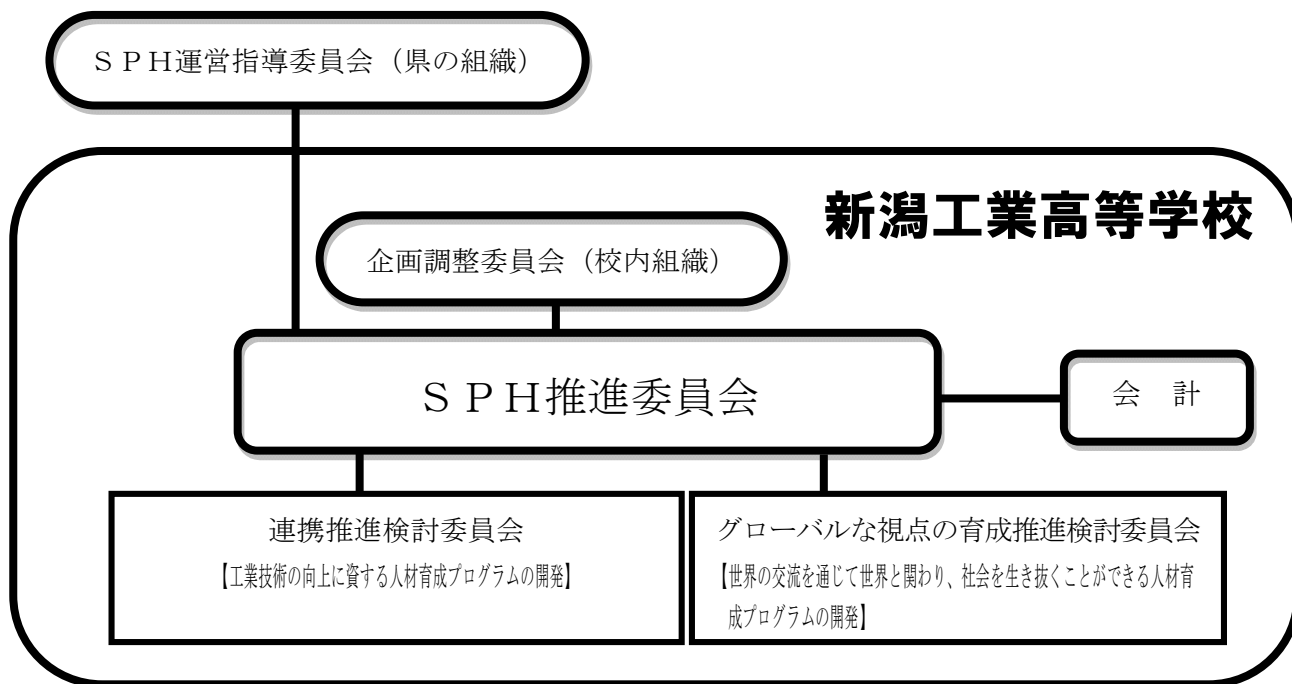 ＳＰＨ運営指導委員会（県の組織）
新潟工業高等学校
企画調整委員会（校内組織）
ＳＰＨ推進委員会
会　計
連携推進検討委員会
【工業技術の向上に資する人材育成プログラムの開発】
グローバルな視点の育成推進検討委員会
【世界の交流を通じて世界と関わり、社会を生き抜くことができる人材育
成プログラムの開発】